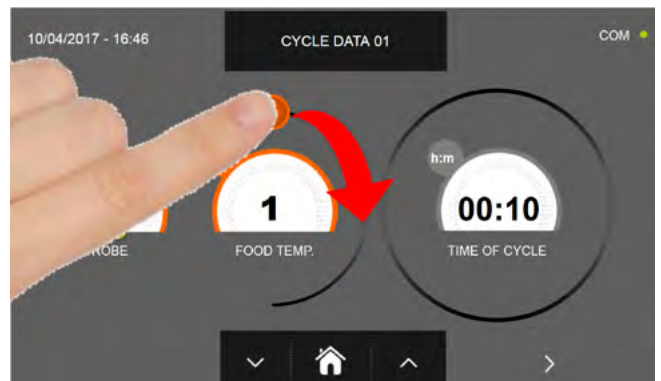 10/04/2017 - 16:46
CYCLE DATA 01
COM
h:m
1
00:10
ROBE
FOOD TEMP.
TIME OF CYCLE